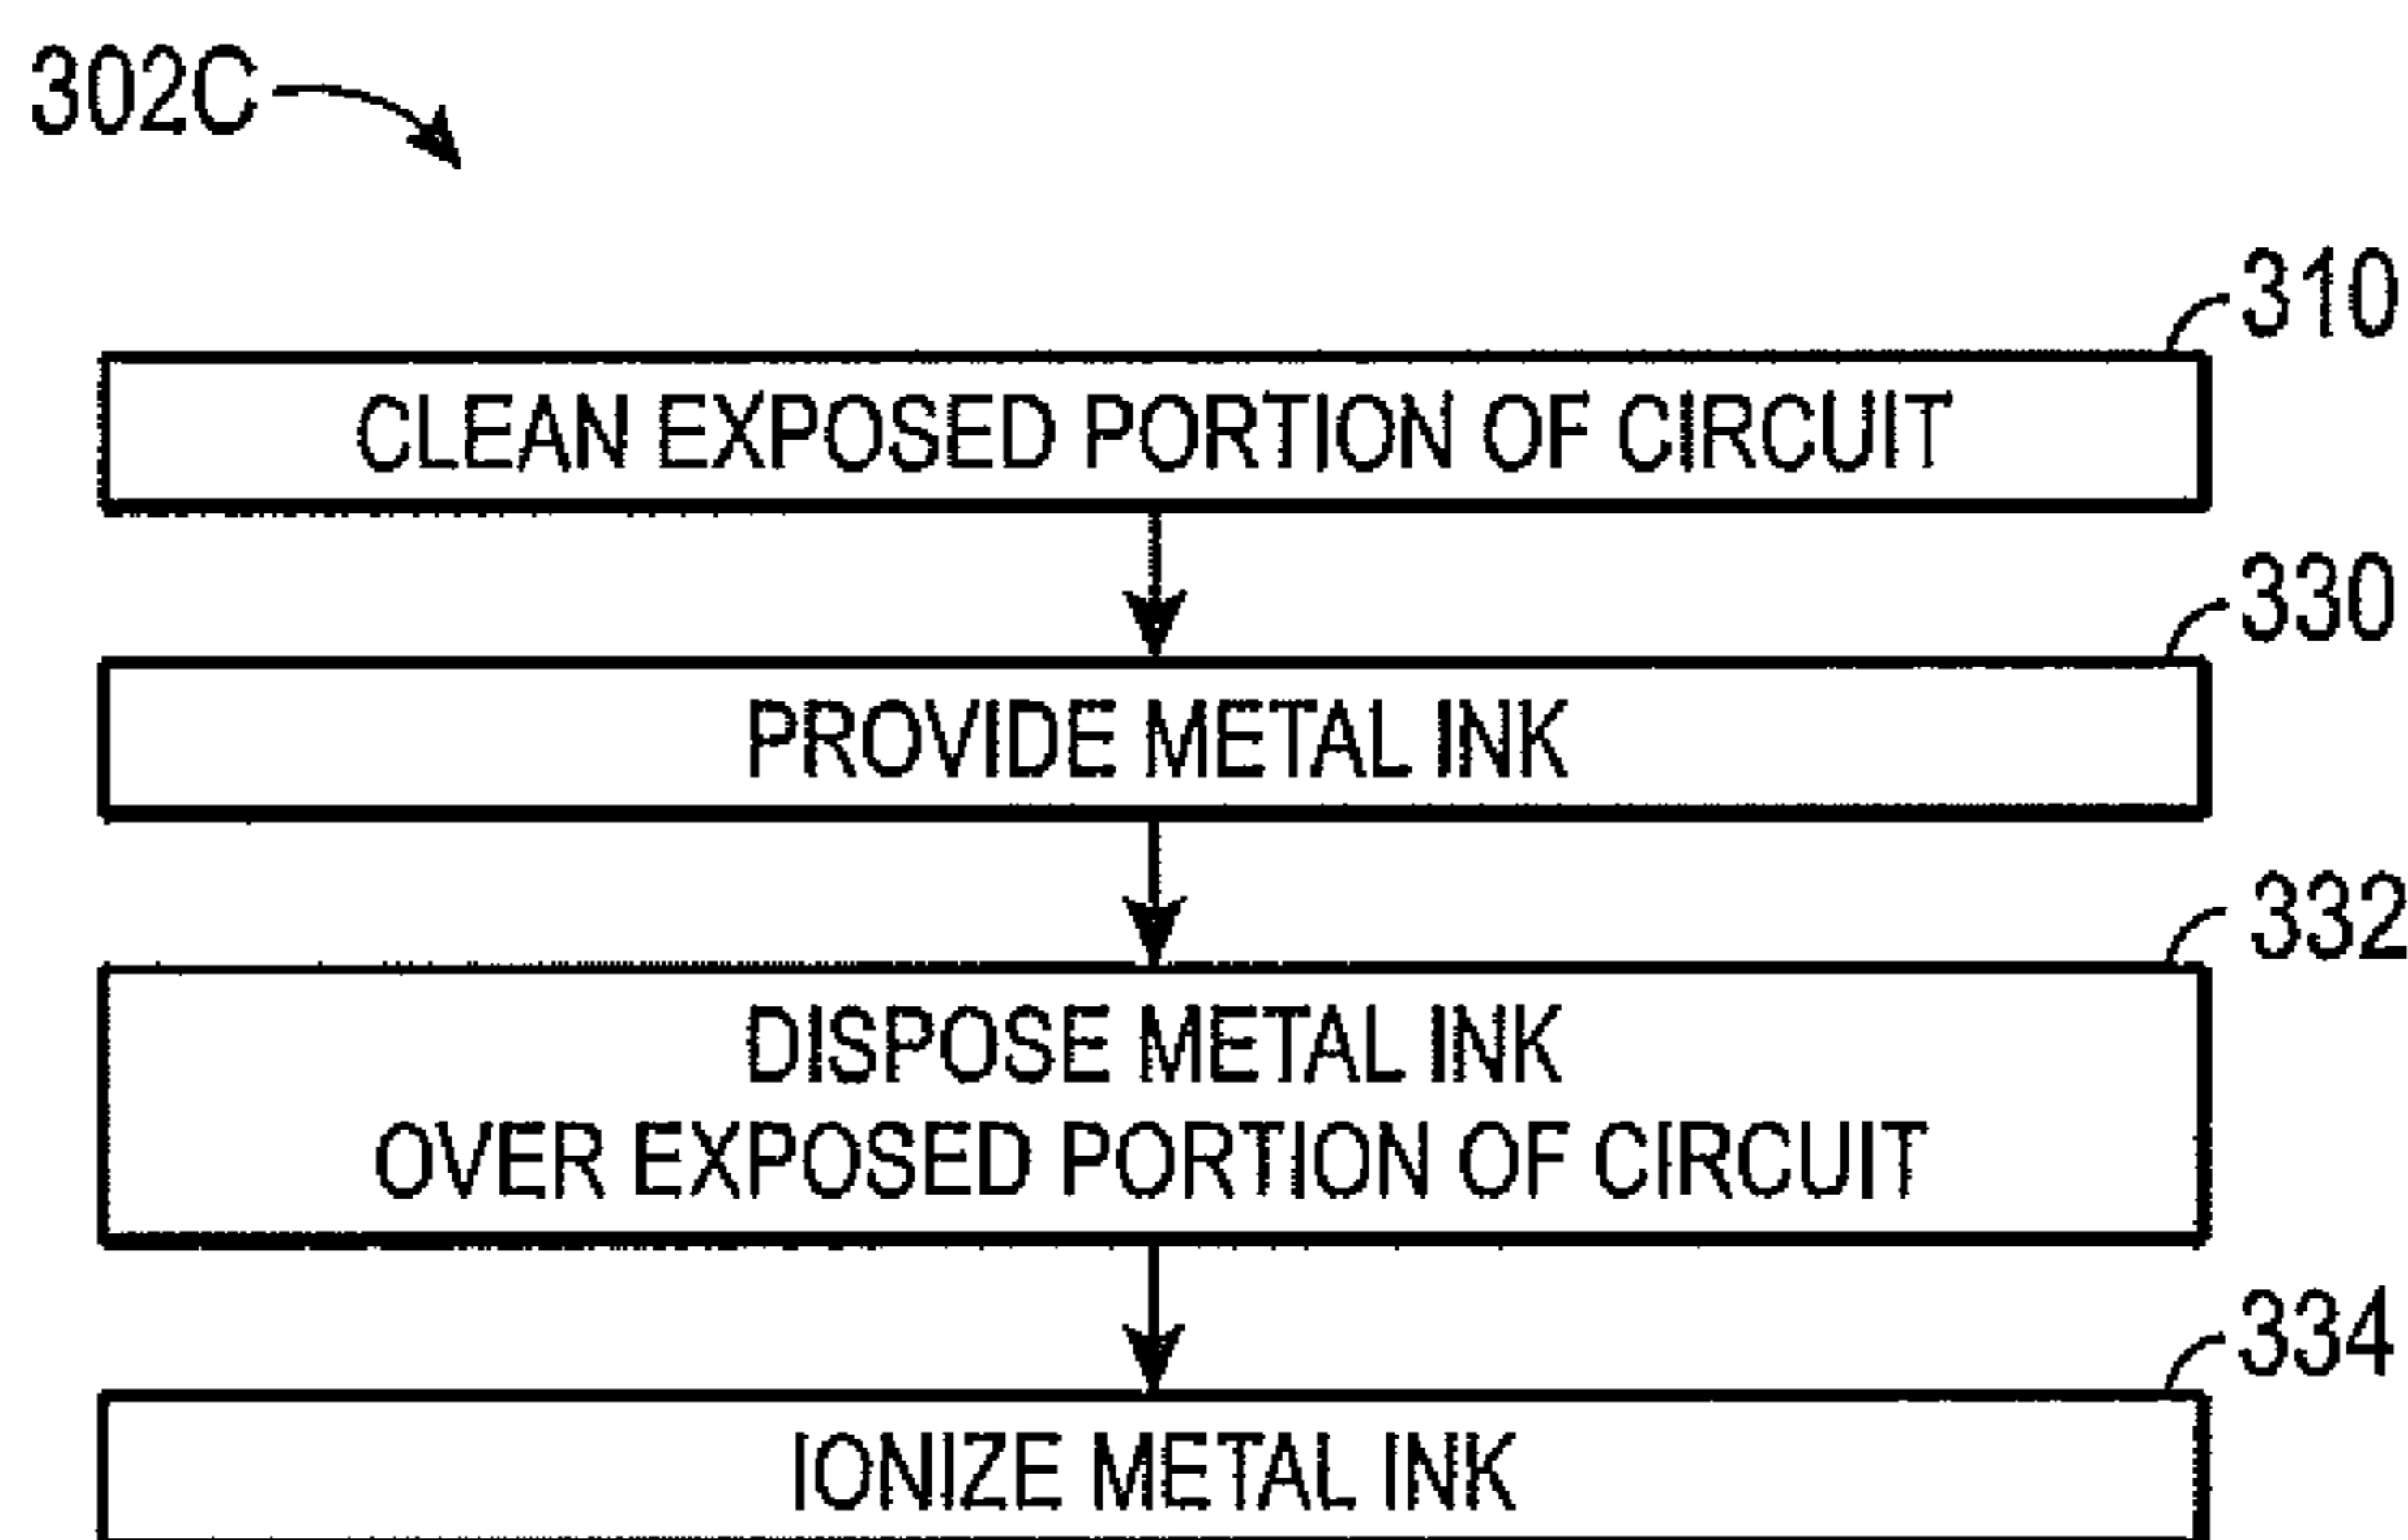 302C
310
CLEAN EXPOSED PORTION OF CIRCUIT
330
PROVIDE METAL INK
332
DISPOSE METAL INK
OVER EXPOSED PORTION OF CIRCUIT
334
IONIZE METAL INK